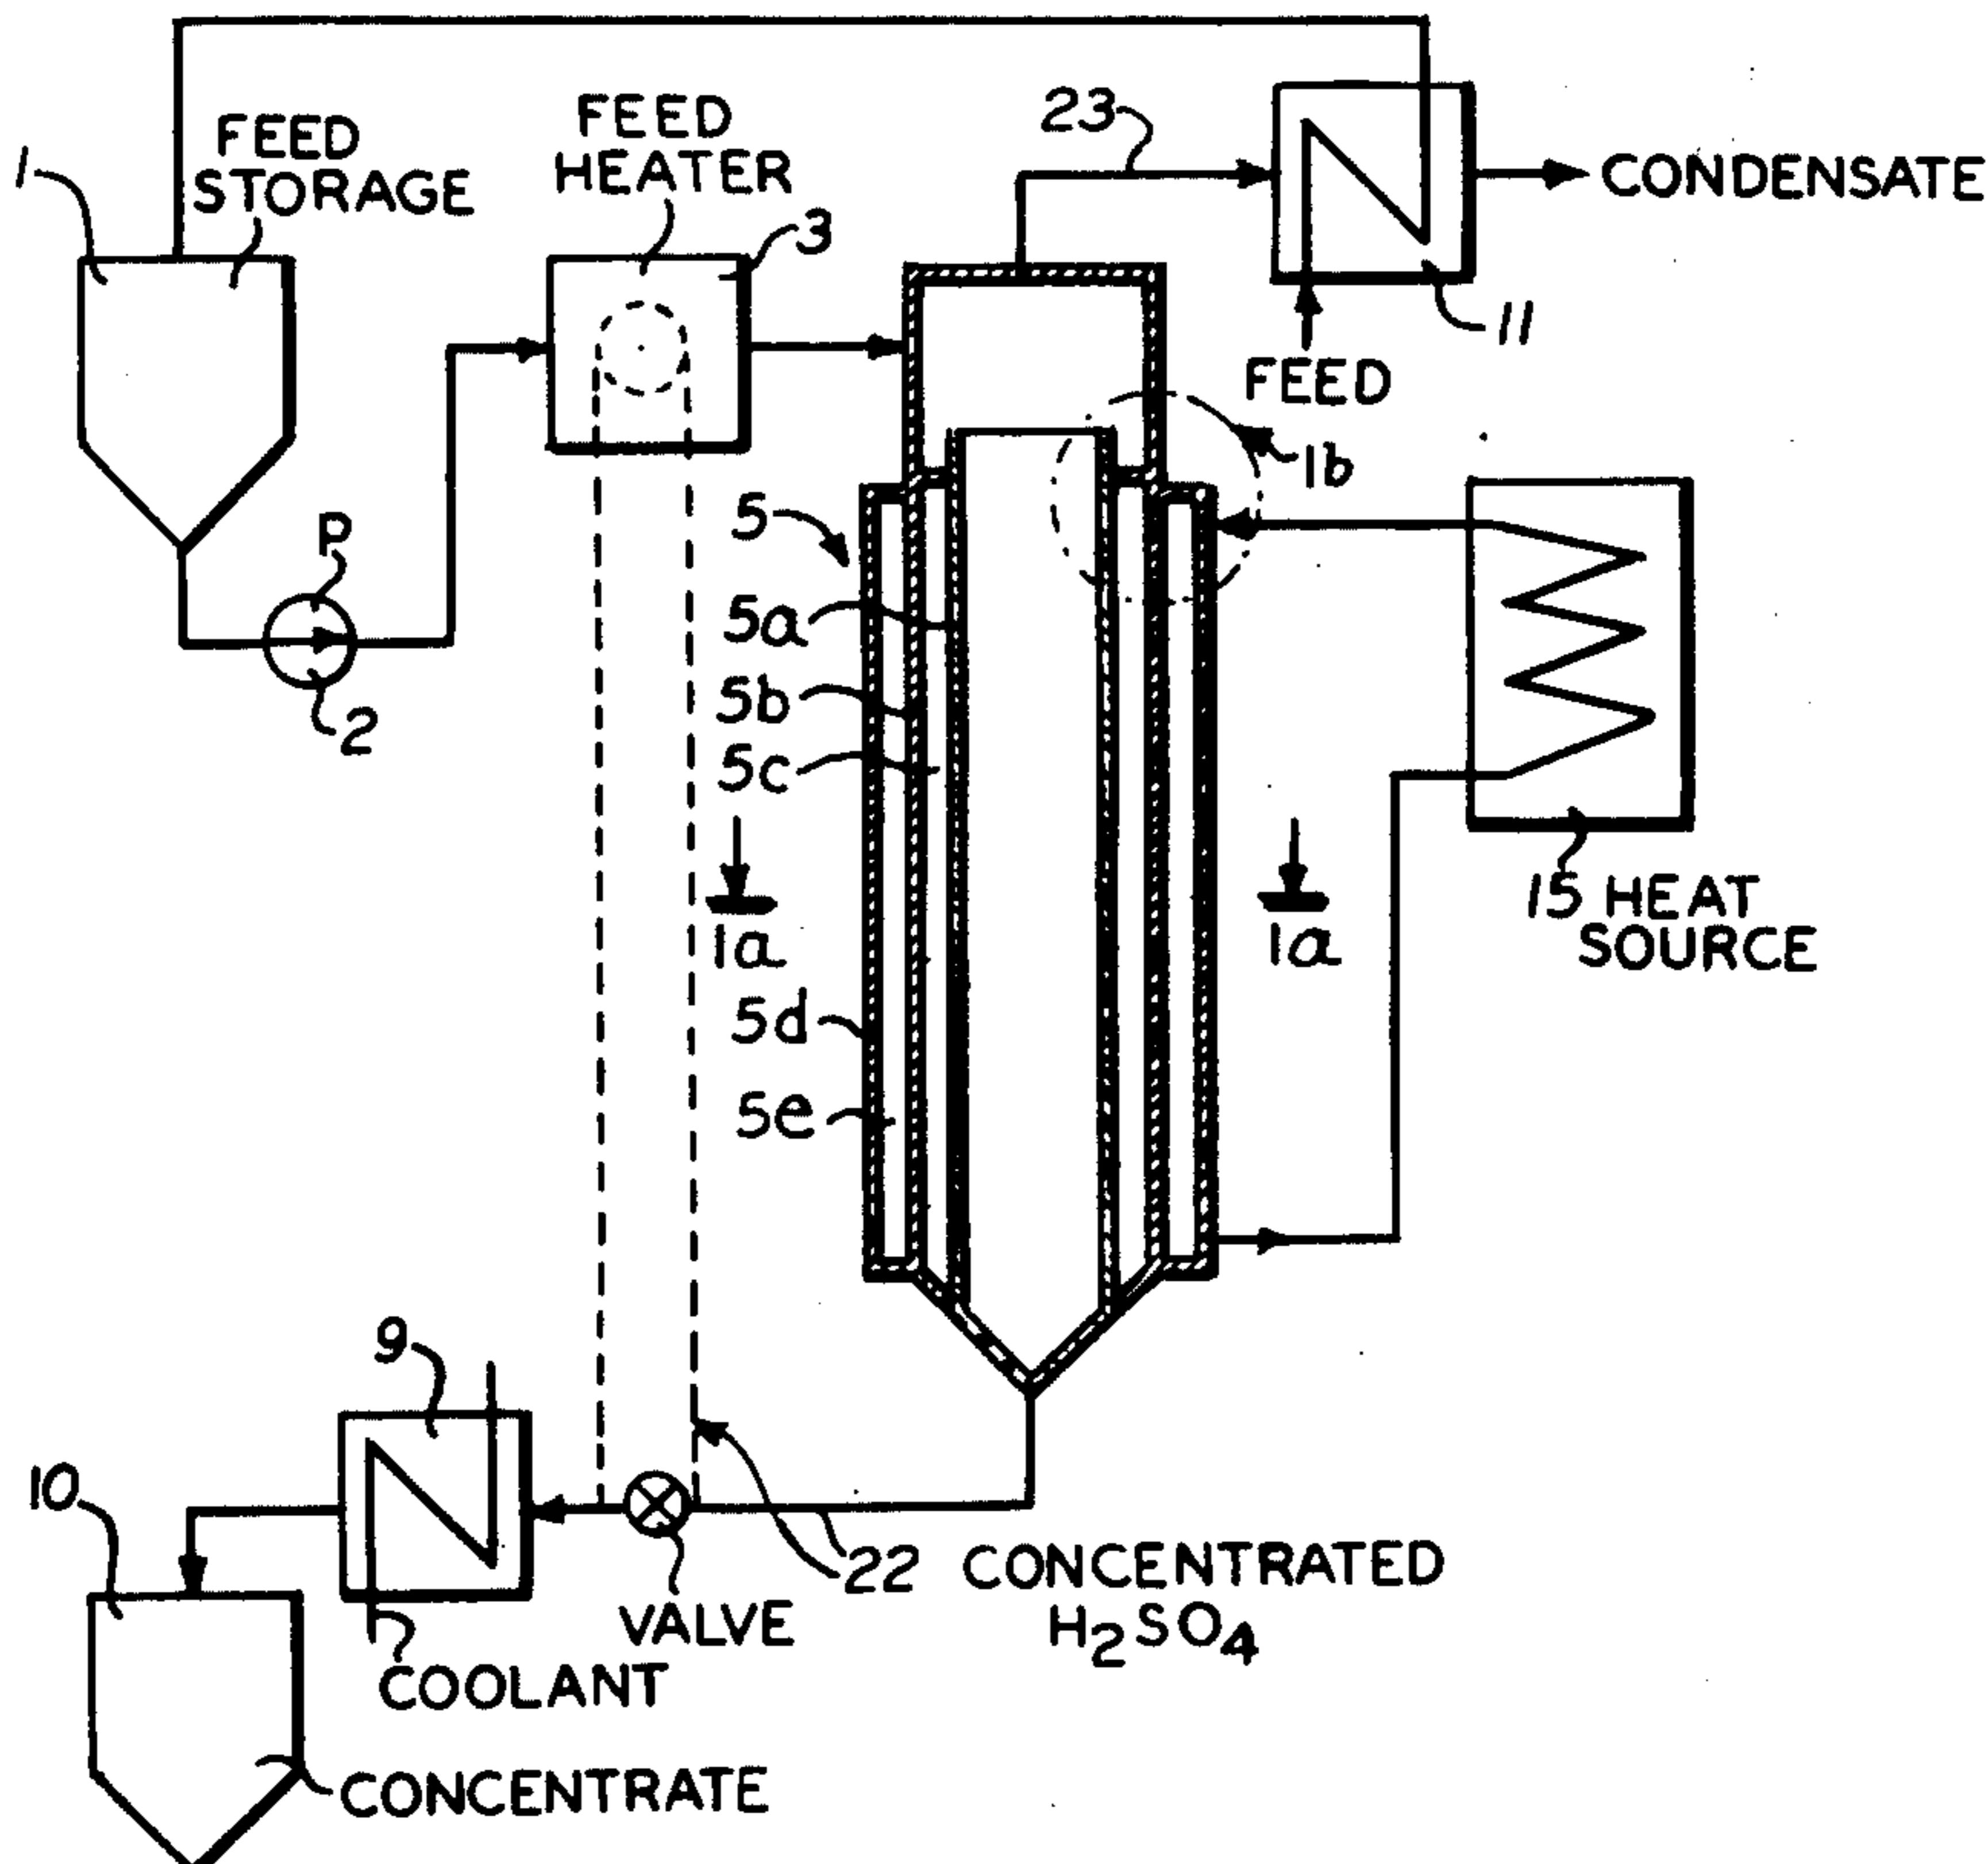 1
FEED
STORAGE
FEED
HEATER
3
23
CONDENSATE
11
FEED
1b
P
2
5
5a
5b
5c
1a
1a
5d
5e
15 HEAT
SOURCE
9
10
22
CONCENTRATED
H2SO4
VALVE
COOLANT
CONCENTRATE